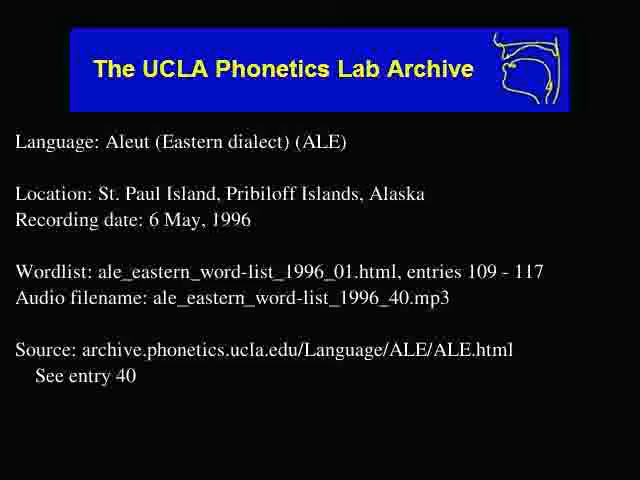 The UCLA Phonetics Lab Archive
Language: Aleut (Eastern dialect) (ALE)
Location: St. Paul Island, Pribiloff Islands, Alaska
Recording date: 6 May, 1996
Wordlist: ale_eastern_word-list_1996_01.html, entries 109 - 117
Audio filename: ale_eastern_word-list_1996_40.mp3
Source: archive.phonetics.ucla.edu/Language/ALE/ALE.html
See entry 40